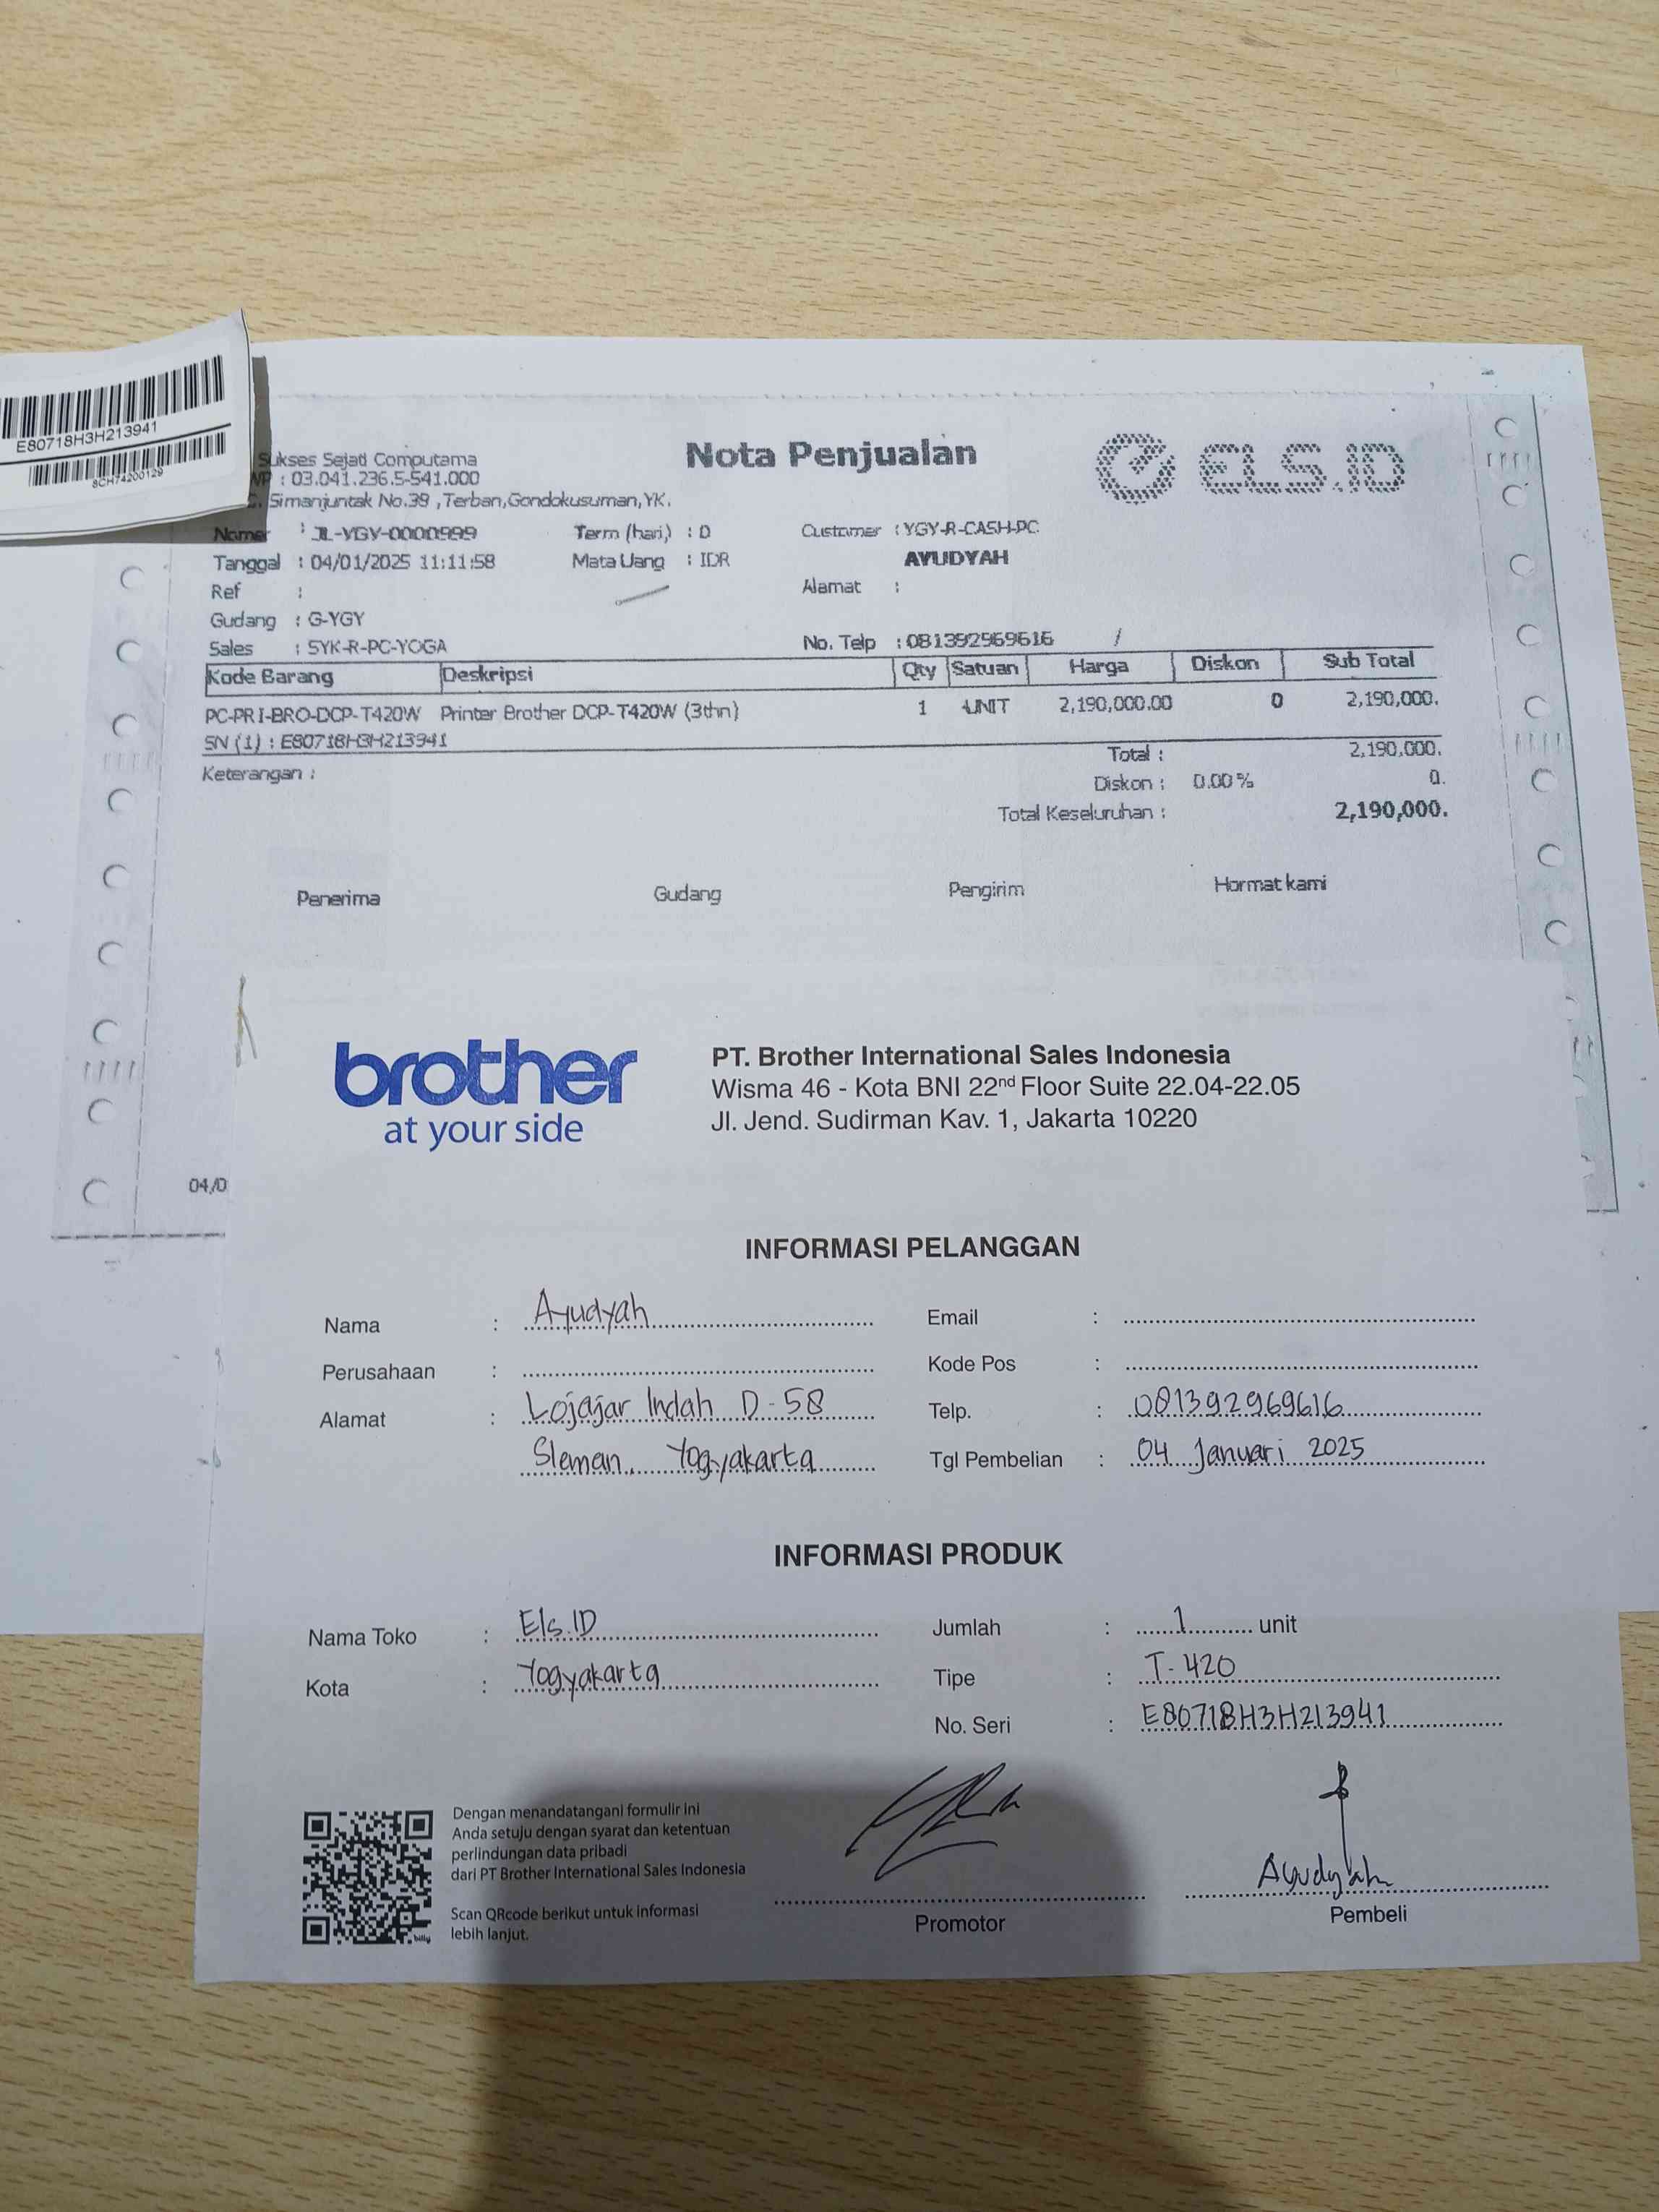 E80718H3H213941
8CH74200129
Sukses Sejati Computama
: 03.041.236.5-541.000
Simanjuntak No.39 ,Terban,Gondokusuman,YK.
Nota Penjualan
ELS.ID
Nomer : JL-YGY-0000999
Term (hari) : 0
Customer : YGY-R-CASH-PC
Tanggal : 04/01/2025 11:11:58
Mata Uang : IDR
AYUDYAH
Ref :
Alamat :
Gudang : G-YGY
Sales : SYK-R-PC-YOGA
No. Telp : 081392969616 /
Kode Barang Deskripsi Qty Satuan Harga Diskon Sub Total
PC-PRI-BRO-DCP-T420W Printer Brother DCP-T420W (3thn) 1 UNIT 2,190,000.00 0 2,190,000.
SN (1) : E80718H3H213941
Total : 2,190,000.
Keterangan :
Diskon : 0.00 % 0.
Total Keseluruhan : 2,190,000.
Penerima Gudang Pengirim Hormat kami
brother
at your side
PT. Brother International Sales Indonesia
Wisma 46 - Kota BNI 22nd Floor Suite 22.04-22.05
Jl. Jend. Sudirman Kav. 1, Jakarta 10220
04/0
INFORMASI PELANGGAN
Nama : Ayudyah
Email :
Perusahaan :
Kode Pos :
Alamat : Lojajar Indah D-58
Telp. : 081392969616
Sleman, Yogyakarta
Tgl Pembelian : 04 Januari 2025
INFORMASI PRODUK
Nama Toko : Els.ID
Jumlah : 1 unit
Kota : Yogyakarta
Tipe : T-420
No. Seri : E80718H3H213941
Dengan menandatangani formulir ini
Anda setuju dengan syarat dan ketentuan
perlindungan data pribadi
dari PT Brother International Sales Indonesia
Scan QRcode berikut untuk informasi
lebih lanjut.
bitly
Promotor
Ayudyah
Pembeli